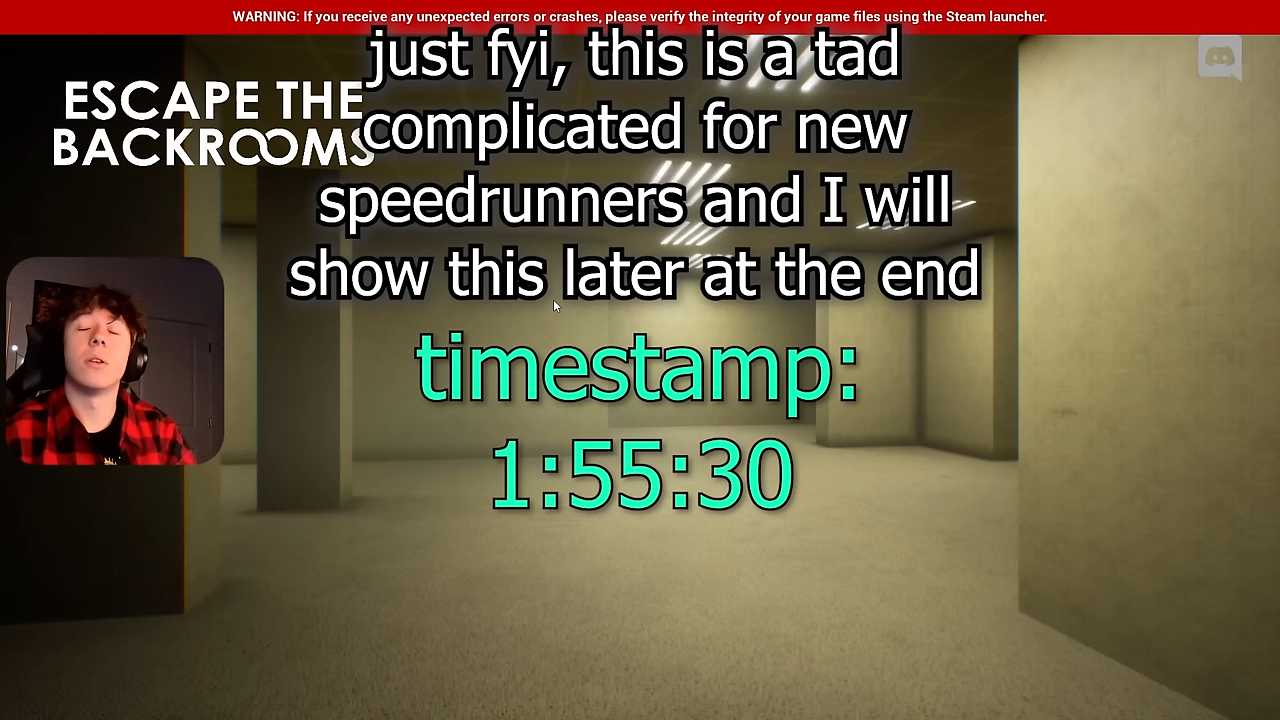 WARNING: If you receive any unexpected errors or crashes, please verify the integrity of your game files using the Steam launcher.
ESCAPE THE
BACKROOMS
just fyi, this is a tad
complicated for new
speedrunners and I will
show this later at the end
timestamp:
1:55:30